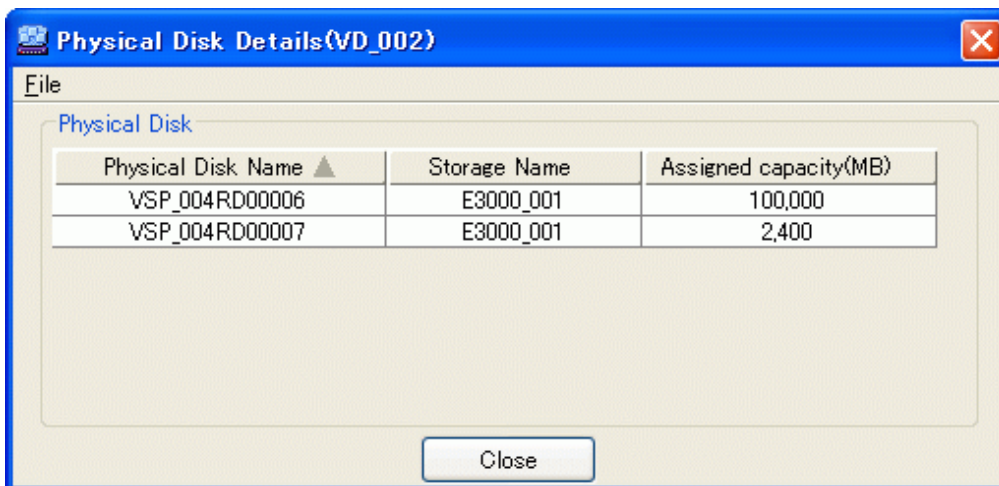 Physical Disk Details(VD_002)
File
Physical Disk
Physical Disk Name Storage Name Assigned capacity(MB)
VSP_004RD00006 E3000_001 100,000
VSP_004RD00007 E3000_001 2,400
Close